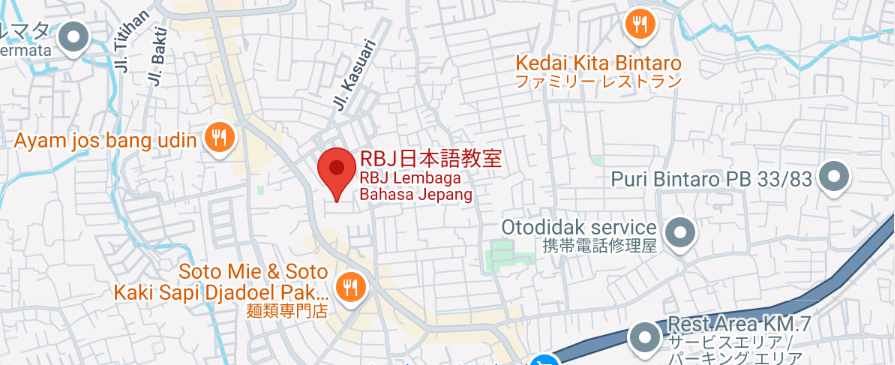 ルマタ
ermata
Jl. Titihan
Jl. Bakti
Jl. Kasuari
Kedai Kita Bintaro
ファミリー レストラン
Ayam jos bang udin
RBJ日本語教室
RBJ Lembaga
Bahasa Jepang
Puri Bintaro PB 33/83
Otodidak service
携帯電話修理屋
Soto Mie & Soto
Kaki Sapi Djadoel Pak...
麺類専門店
Rest Area KM.7
サービスエリア /
パーキング エリア